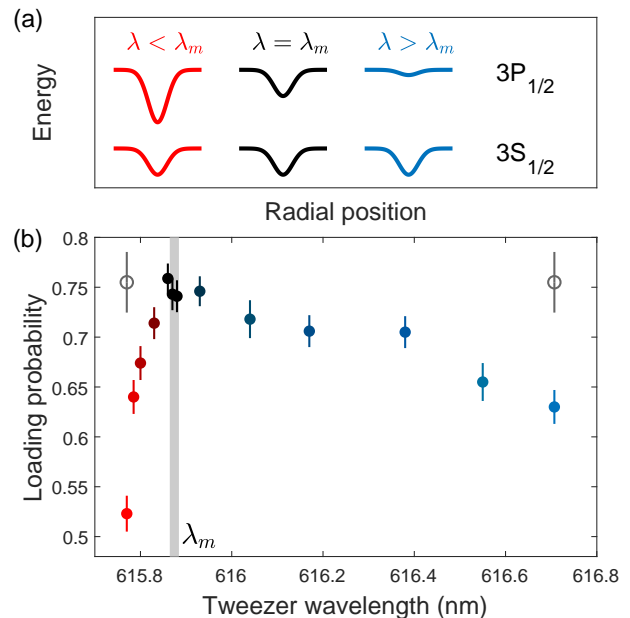 (a)
λ < λm
λ = λm
λ > λm
Energy
3P1/2
3S1/2
Radial position
(b)
Loading probability
0.8
0.75
0.7
0.65
0.6
0.55
0.5
λm
615.8
616
616.2
616.4
616.6
616.8
Tweezer wavelength (nm)